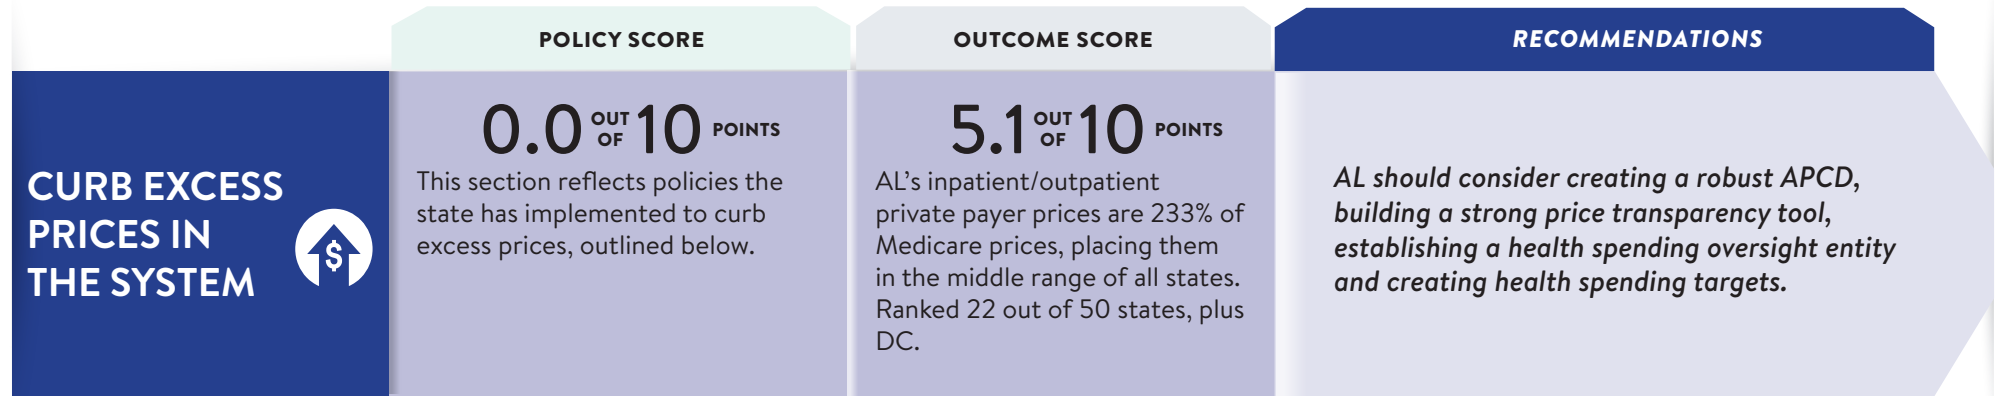 POLICY SCORE
OUTCOME SCORE
RECOMMENDATIONS
CURB EXCESS
PRICES IN
THE SYSTEM
$
0.0 OUT OF 10 POINTS
This section reflects policies the
state has implemented to curb
excess prices, outlined below.
5.1 OUT OF 10 POINTS
AL's inpatient/outpatient
private payer prices are 233% of
Medicare prices, placing them
in the middle range of all states.
Ranked 22 out of 50 states, plus
DC.
AL should consider creating a robust APCD,
building a strong price transparency tool,
establishing a health spending oversight entity
and creating health spending targets.